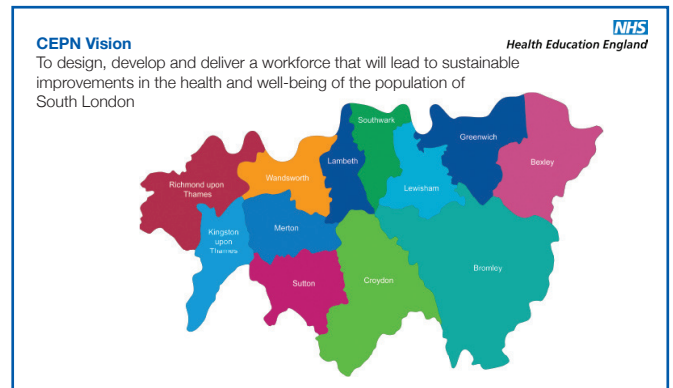 NHS
Health Education England
CEPN Vision
To design, develop and deliver a workforce that will lead to sustainable
improvements in the health and well-being of the population of
South London
Southwark
Greenwich
Lambeth
Bexley
Wandsworth
Richmond upon
Thames
Lewisham
Kingston
upon
Thames
Merton
Bromley
Sutton
Croydon